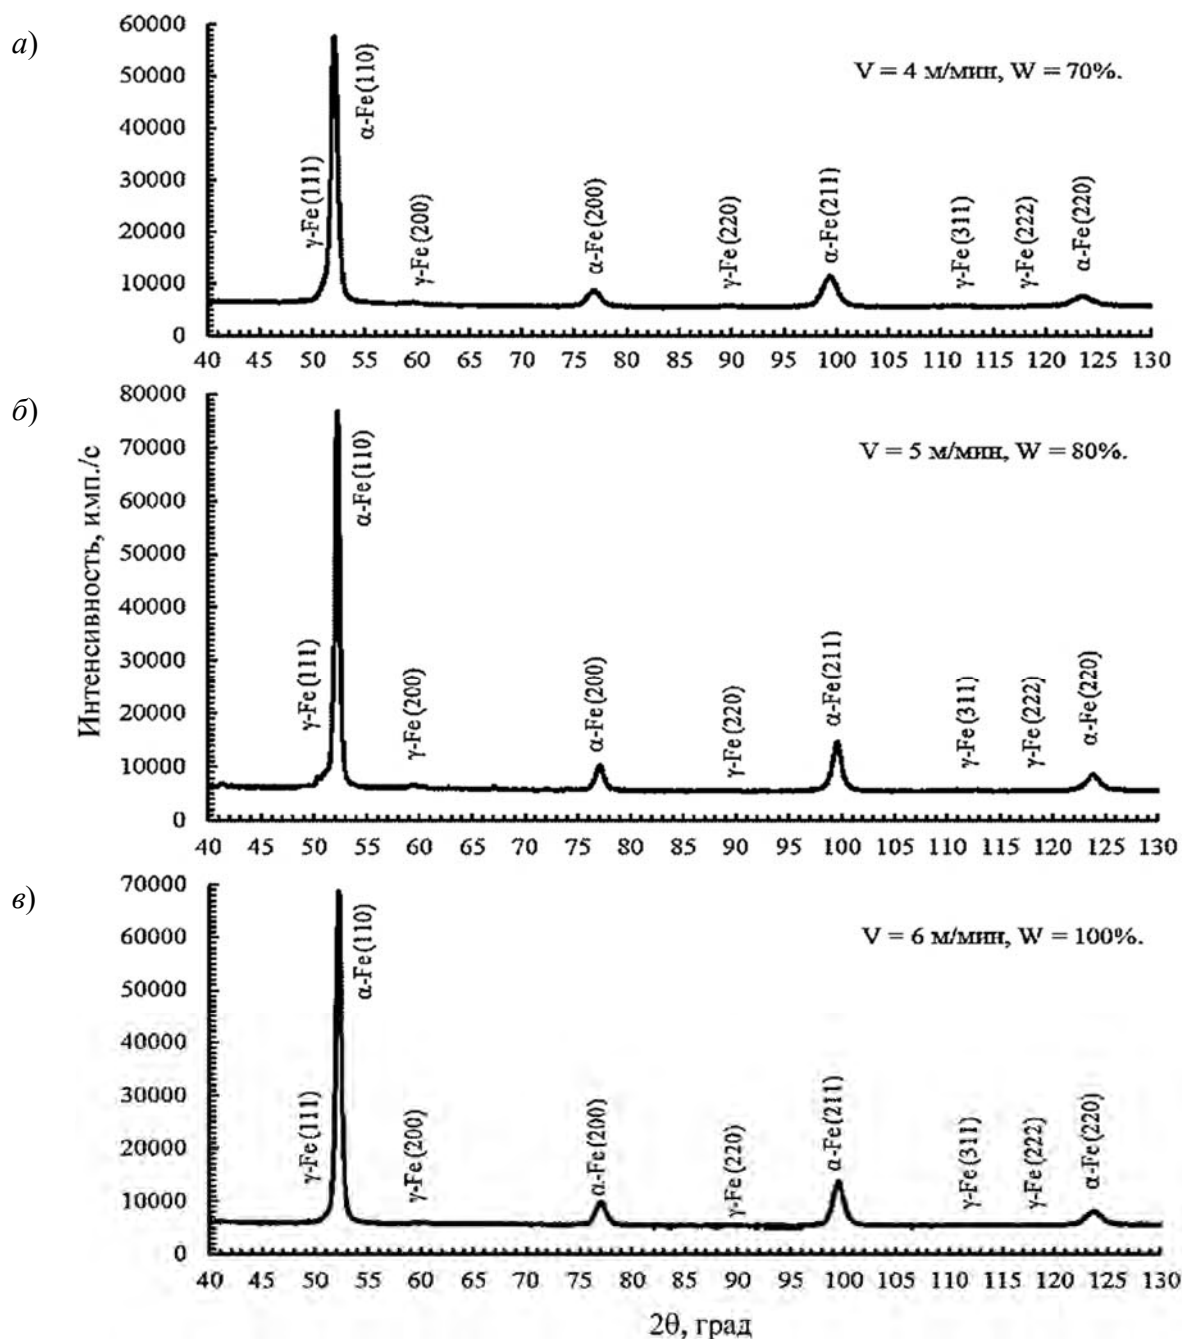 а)
60000
50000
40000
30000
20000
10000
0
V = 4 м/мин, W = 70%.
γ-Fe(111)
α-Fe(110)
γ-Fe(200)
α-Fe(200)
γ-Fe(220)
α-Fe(211)
γ-Fe(311)
γ-Fe(222)
α-Fe(220)
40 45 50 55 60 65 70 75 80 85 90 95 100 105 110 115 120 125 130
б)
Интенсивность, имп./с
80000
70000
60000
50000
40000
30000
20000
10000
0
V = 5 м/мин, W = 80%.
γ-Fe(111)
α-Fe(110)
γ-Fe(200)
α-Fe(200)
γ-Fe(220)
α-Fe(211)
γ-Fe(311)
γ-Fe(222)
α-Fe(220)
40 45 50 55 60 65 70 75 80 85 90 95 100 105 110 115 120 125 130
в)
70000
60000
50000
40000
30000
20000
10000
0
V = 6 м/мин, W = 100%.
γ-Fe(111)
α-Fe(110)
γ-Fe(200)
α-Fe(200)
γ-Fe(220)
α-Fe(211)
γ-Fe(311)
γ-Fe(222)
α-Fe(220)
40 45 50 55 60 65 70 75 80 85 90 95 100 105 110 115 120 125 130
2θ, град